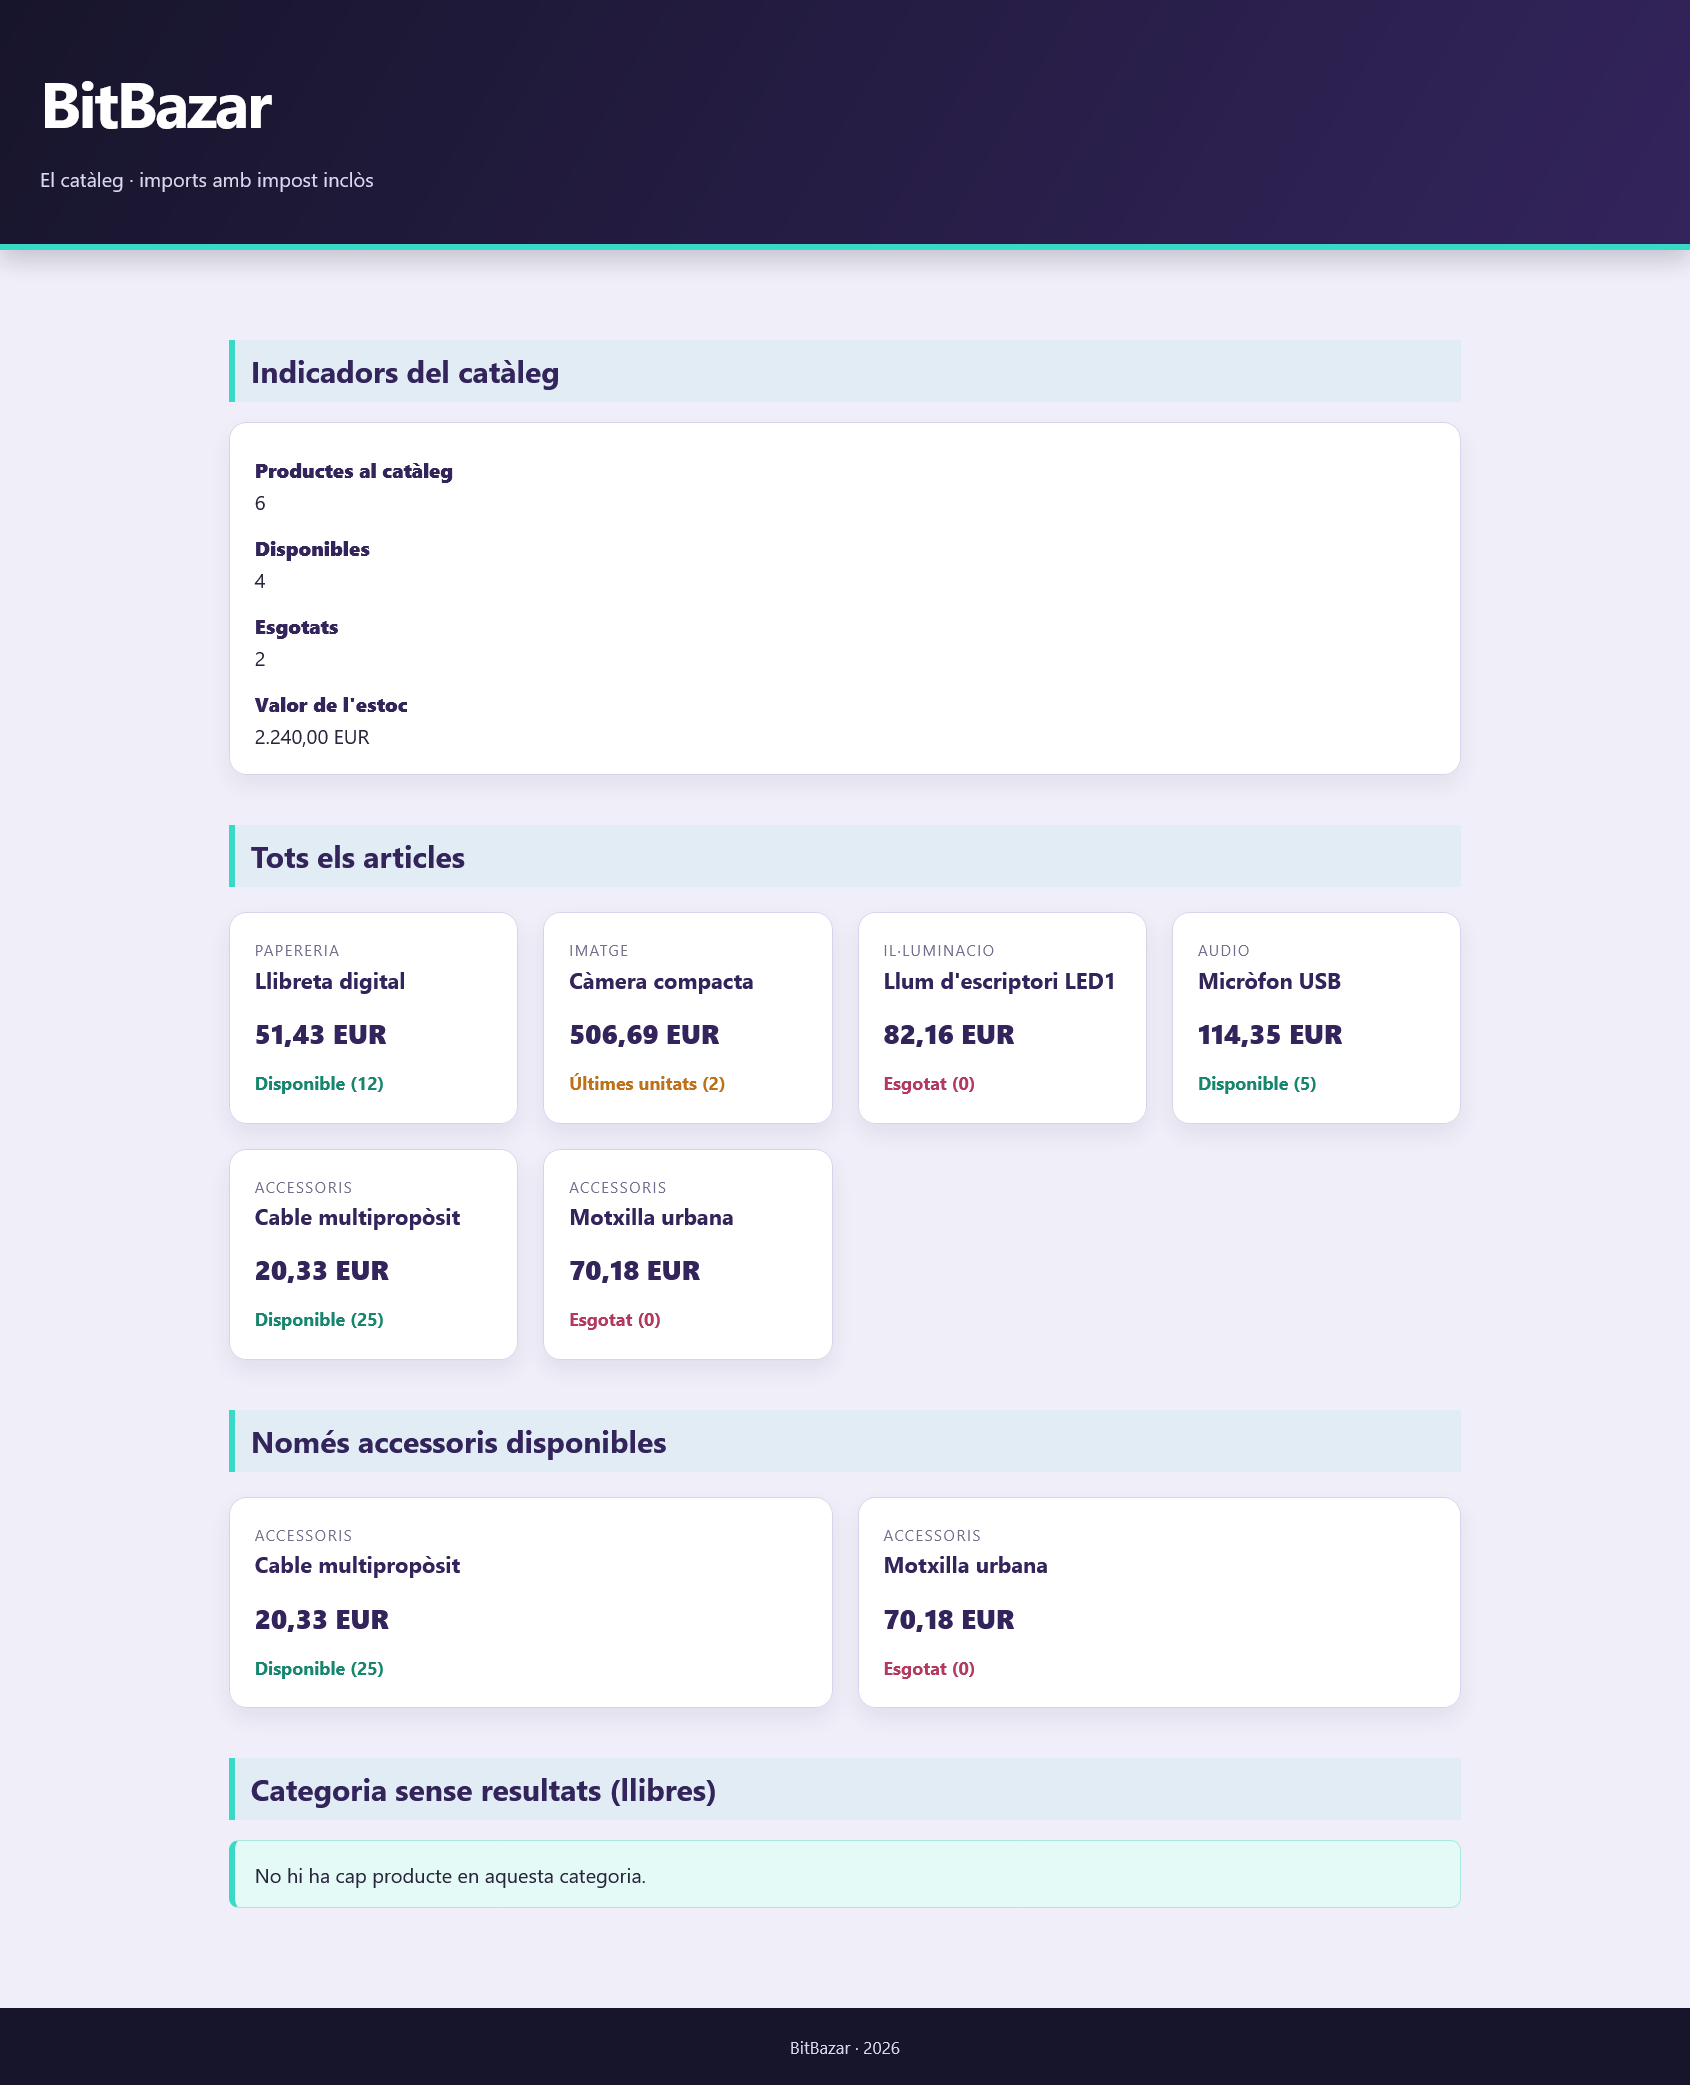 BitBazar
El catàleg · imports amb impost inclòs
Indicadors del catàleg
Productes al catàleg
6
Disponibles
4
Esgotats
2
Valor de l'estoc
2.240,00 EUR
Tots els articles
PAPERERIA
Llibreta digital
51,43 EUR
Disponible (12)
IMATGE
Càmera compacta
506,69 EUR
Últimes unitats (2)
IL·LUMINACIO
Llum d'escriptori LED1
82,16 EUR
Esgotat (0)
AUDIO
Micròfon USB
114,35 EUR
Disponible (5)
ACCESSORIS
Cable multipropòsit
20,33 EUR
Disponible (25)
ACCESSORIS
Motxilla urbana
70,18 EUR
Esgotat (0)
Només accessoris disponibles
ACCESSORIS
Cable multipropòsit
20,33 EUR
Disponible (25)
ACCESSORIS
Motxilla urbana
70,18 EUR
Esgotat (0)
Categoria sense resultats (llibres)
No hi ha cap producte en aquesta categoria.
BitBazar · 2026